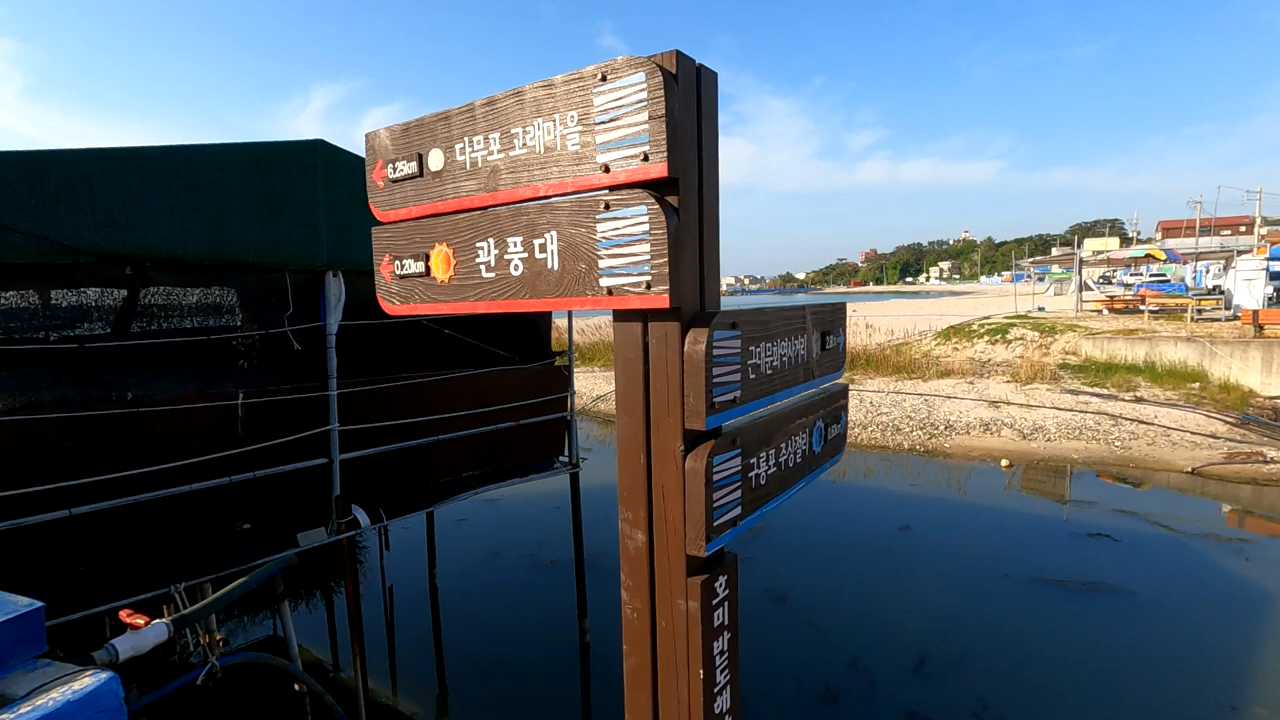 6.25km 다무포 고래마을
0.20km 관풍대
근대문화역사거리
구룡포 주상절리
호미반도해